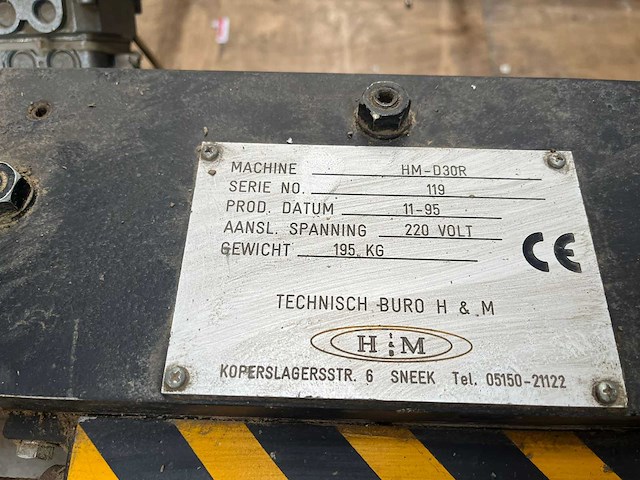 MACHINE HM-D30R
SERIE NO. 119
PROD. DATUM 11-95
AANSL. SPANNING 220 VOLT
GEWICHT 195 KG
CE
TECHNISCH BURO H & M
H & M
KOPERSLAGERSSTR. 6 SNEEK Tel. 05150-21122